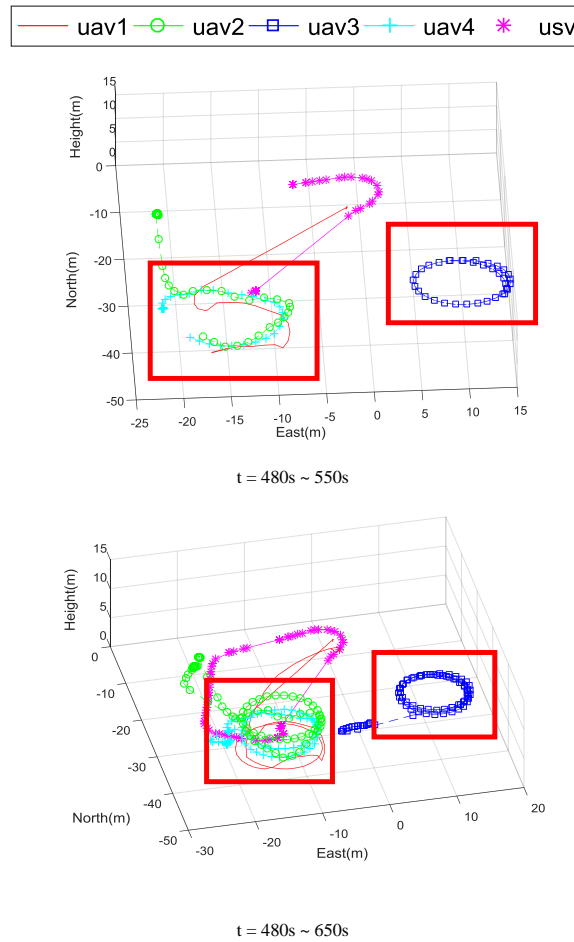 uav1 uav2 uav3 uav4 usv
15
10
5
0
Height(m)
0
-10
-20
-30
-40
-50
North(m)
-25 -20 -15 -10 -5 0 5 10 15
East(m)
t = 480s ~ 550s
15
10
5
0
Height(m)
0
-10
-20
-30
-40
-50
North(m)
-30 -20 -10 0 10 20
East(m)
t = 480s ~ 650s